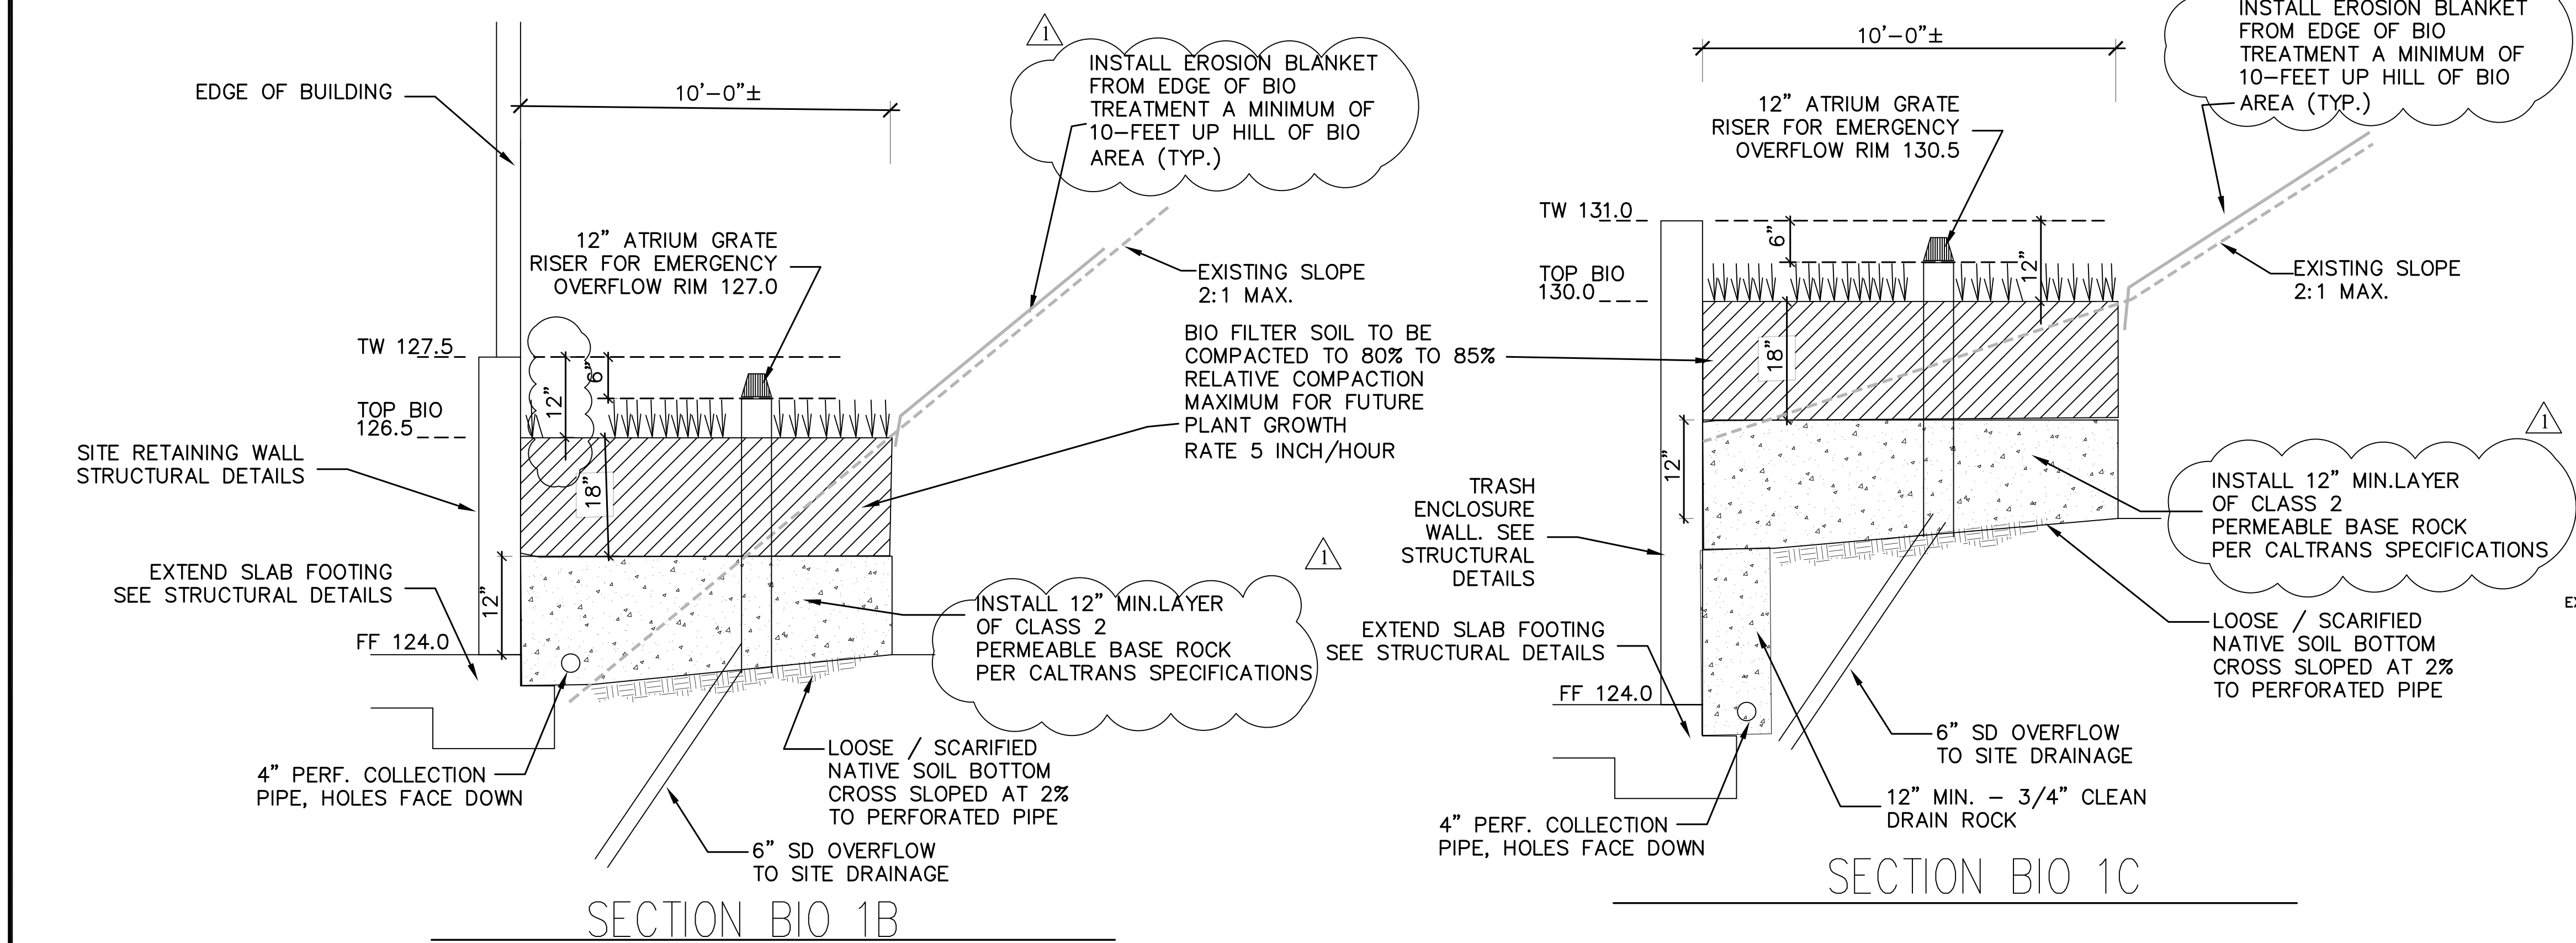 EDGE OF BUILDING
10'-0"±
1
INSTALL EROSION BLANKET
FROM EDGE OF BIO
TREATMENT A MINIMUM OF
10-FEET UP HILL OF BIO
AREA (TYP.)
12" ATRIUM GRATE
RISER FOR EMERGENCY
OVERFLOW RIM 127.0
EXISTING SLOPE
2:1 MAX.
TW 127.5
6"
12"
TOP BIO
126.5
18"
BIO FILTER SOIL TO BE
COMPACTED TO 80% TO 85%
RELATIVE COMPACTION
MAXIMUM FOR FUTURE
PLANT GROWTH
RATE 5 INCH/HOUR
SITE RETAINING WALL
STRUCTURAL DETAILS
EXTEND SLAB FOOTING
SEE STRUCTURAL DETAILS
12"
FF 124.0
1
INSTALL 12" MIN.LAYER
OF CLASS 2
PERMEABLE BASE ROCK
PER CALTRANS SPECIFICATIONS
4" PERF. COLLECTION
PIPE, HOLES FACE DOWN
LOOSE / SCARIFIED
NATIVE SOIL BOTTOM
CROSS SLOPED AT 2%
TO PERFORATED PIPE
6" SD OVERFLOW
TO SITE DRAINAGE
SECTION BIO 1B
10'-0"±
INSTALL EROSION BLANKET
FROM EDGE OF BIO
TREATMENT A MINIMUM OF
10-FEET UP HILL OF BIO
AREA (TYP.)
12" ATRIUM GRATE
RISER FOR EMERGENCY
OVERFLOW RIM 130.5
TW 131.0
6"
12"
TOP BIO
130.0
EXISTING SLOPE
2:1 MAX.
18"
12"
1
INSTALL 12" MIN.LAYER
OF CLASS 2
PERMEABLE BASE ROCK
PER CALTRANS SPECIFICATIONS
TRASH
ENCLOSURE
WALL. SEE
STRUCTURAL
DETAILS
EXTEND SLAB FOOTING
SEE STRUCTURAL DETAILS
LOOSE / SCARIFIED
NATIVE SOIL BOTTOM
CROSS SLOPED AT 2%
TO PERFORATED PIPE
FF 124.0
6" SD OVERFLOW
TO SITE DRAINAGE
12" MIN. - 3/4" CLEAN
DRAIN ROCK
4" PERF. COLLECTION
PIPE, HOLES FACE DOWN
SECTION BIO 1C